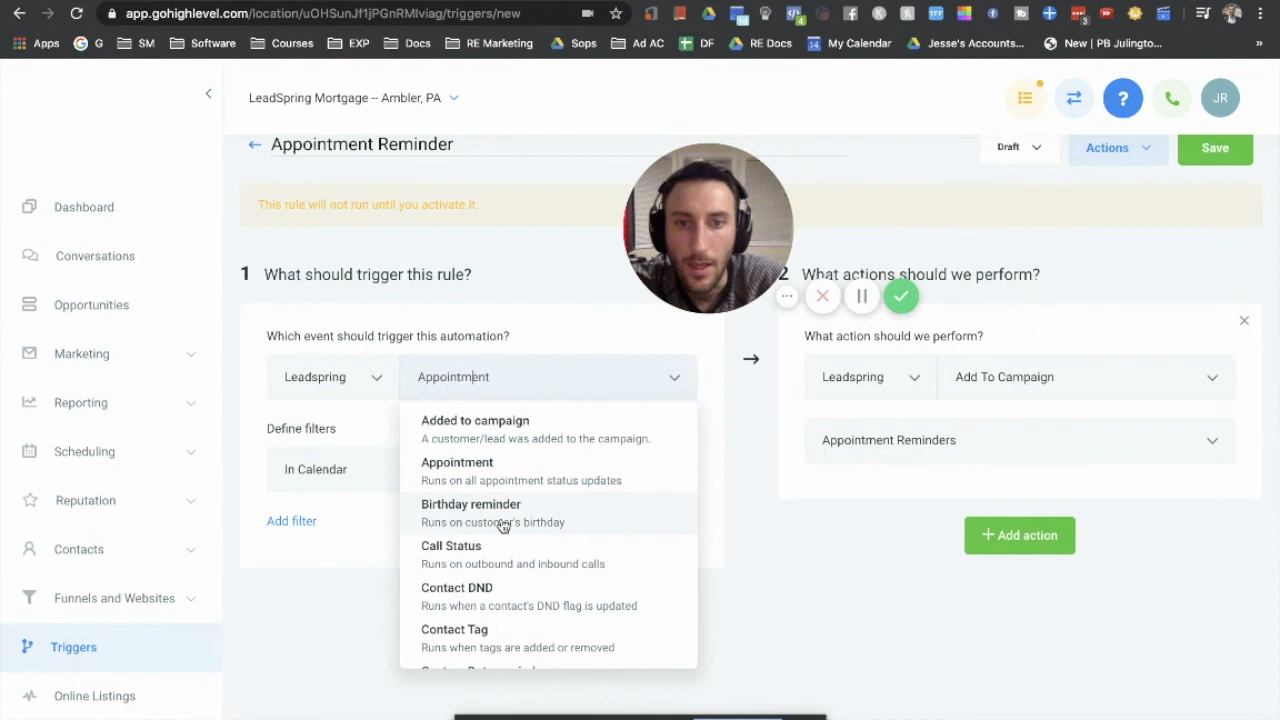 app.gohighlevel.com/location/uOHSunJf1jPGnRMIviag/triggers/new
Apps
G
SM
Software
Courses
EXP
Docs
RE Marketing
Sops
Ad AC
DF
RE Docs
My Calendar
Jesse's Accounts...
New | PB Julingto...
»
LeadSpring Mortgage -- Ambler, PA
?
JR
Appointment Reminder
Draft
Actions
Save
This rule will not run until you activate it.
Dashboard
Conversations
Opportunities
Marketing
Reporting
Scheduling
Reputation
Contacts
Funnels and Websites
Triggers
Online Listings
1 What should trigger this rule?
Which event should trigger this automation?
Leadspring
Appointment
Define filters
In Calendar
Add filter
Added to campaign
A customer/lead was added to the campaign.
Appointment
Runs on all appointment status updates
Birthday reminder
Runs on customer's birthday
Call Status
Runs on outbound and inbound calls
Contact DND
Runs when a contact's DND flag is updated
Contact Tag
Runs when tags are added or removed
2 What actions should we perform?
What action should we perform?
Leadspring
Add To Campaign
Appointment Reminders
+ Add action